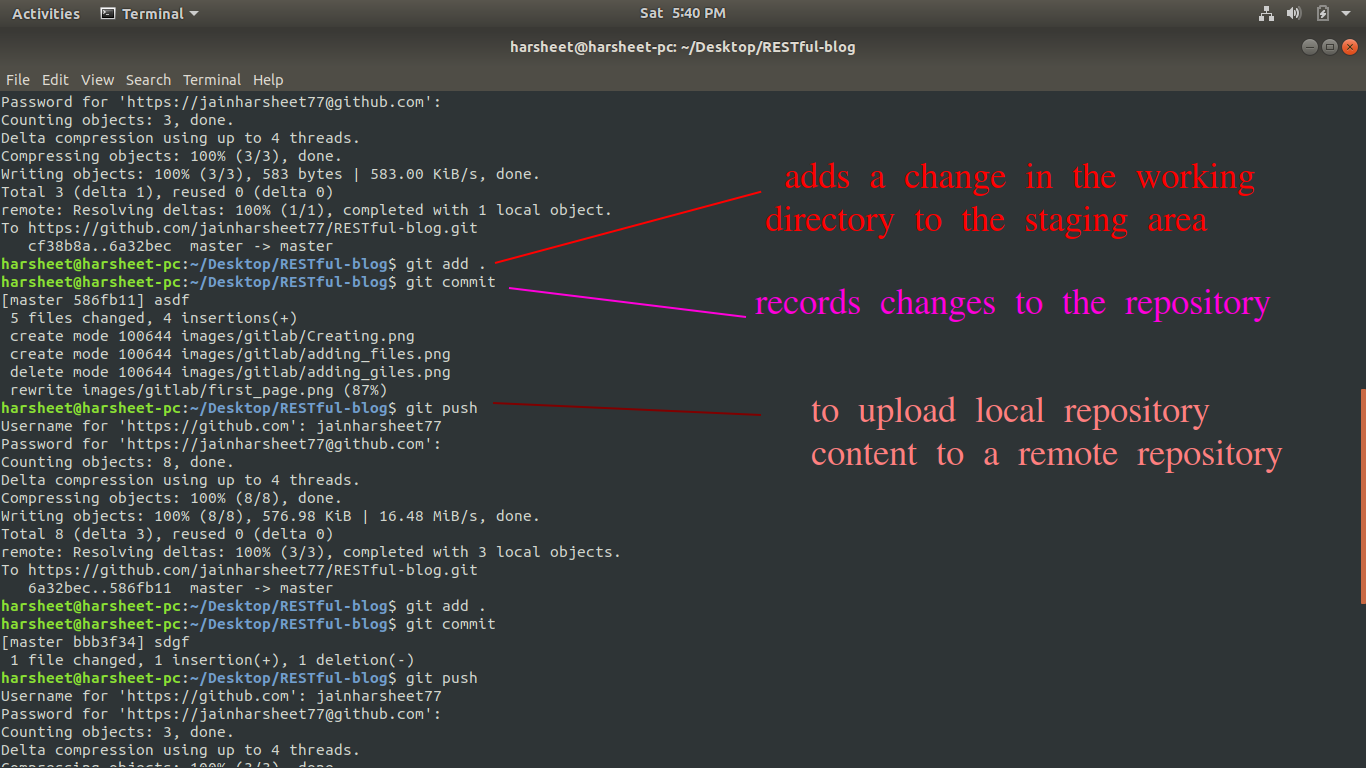 Activities Terminal Sat 5:40 PM
harsheet@harsheet-pc: ~/Desktop/RESTful-blog
File Edit View Search Terminal Help
Password for 'https://jainharsheet77@github.com':
Counting objects: 3, done.
Delta compression using up to 4 threads.
Compressing objects: 100% (3/3), done.
Writing objects: 100% (3/3), 583 bytes | 583.00 KiB/s, done.
Total 3 (delta 1), reused 0 (delta 0)
remote: Resolving deltas: 100% (1/1), completed with 1 local object.
To https://github.com/jainharsheet77/RESTful-blog.git
   cf38b8a..6a32bec  master -> master
harsheet@harsheet-pc:~/Desktop/RESTful-blog$ git add .
harsheet@harsheet-pc:~/Desktop/RESTful-blog$ git commit
[master 586fb11] asdf
 5 files changed, 4 insertions(+)
 create mode 100644 images/gitlab/Creating.png
 create mode 100644 images/gitlab/adding_files.png
 delete mode 100644 images/gitlab/adding_giles.png
 rewrite images/gitlab/first_page.png (87%)
harsheet@harsheet-pc:~/Desktop/RESTful-blog$ git push
Username for 'https://github.com': jainharsheet77
Password for 'https://jainharsheet77@github.com':
Counting objects: 8, done.
Delta compression using up to 4 threads.
Compressing objects: 100% (8/8), done.
Writing objects: 100% (8/8), 576.98 KiB | 16.48 MiB/s, done.
Total 8 (delta 3), reused 0 (delta 0)
remote: Resolving deltas: 100% (3/3), completed with 3 local objects.
To https://github.com/jainharsheet77/RESTful-blog.git
   6a32bec..586fb11  master -> master
harsheet@harsheet-pc:~/Desktop/RESTful-blog$ git add .
harsheet@harsheet-pc:~/Desktop/RESTful-blog$ git commit
[master bbb3f34] sdgf
 1 file changed, 1 insertion(+), 1 deletion(-)
harsheet@harsheet-pc:~/Desktop/RESTful-blog$ git push
Username for 'https://github.com': jainharsheet77
Password for 'https://jainharsheet77@github.com':
Counting objects: 3, done.
Delta compression using up to 4 threads.
Compressing objects: 100% (3/3), done.
adds a change in the working
directory to the staging area
records changes to the repository
to upload local repository
content to a remote repository